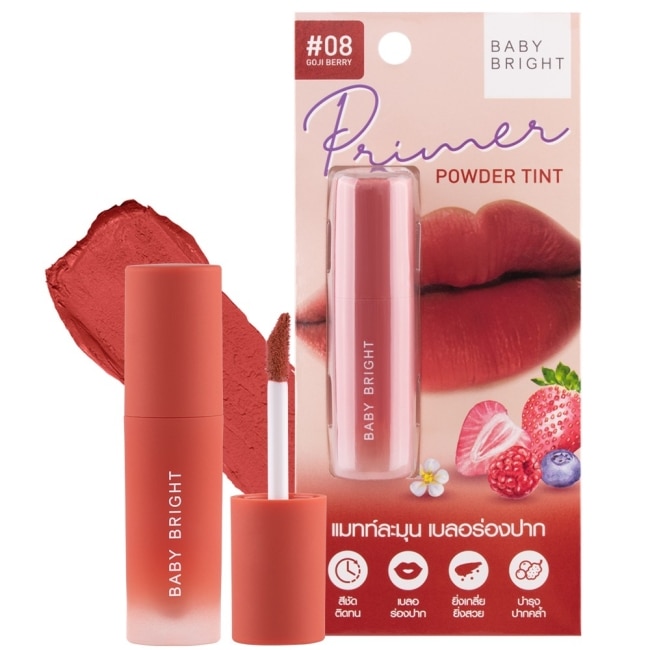 #08
GOJI BERRY
BABY
BRIGHT
Primer
POWDER TINT
BABY BRIGHT
BABY BRIGHT
แมทท์ละมุน เบลอร่องปาก
สีชัด
ติดทน
เบลอ
ร่องปาก
ยิ่งเกลี่ย
ยิ่งสวย
บำรุง
ปากคล้ำ